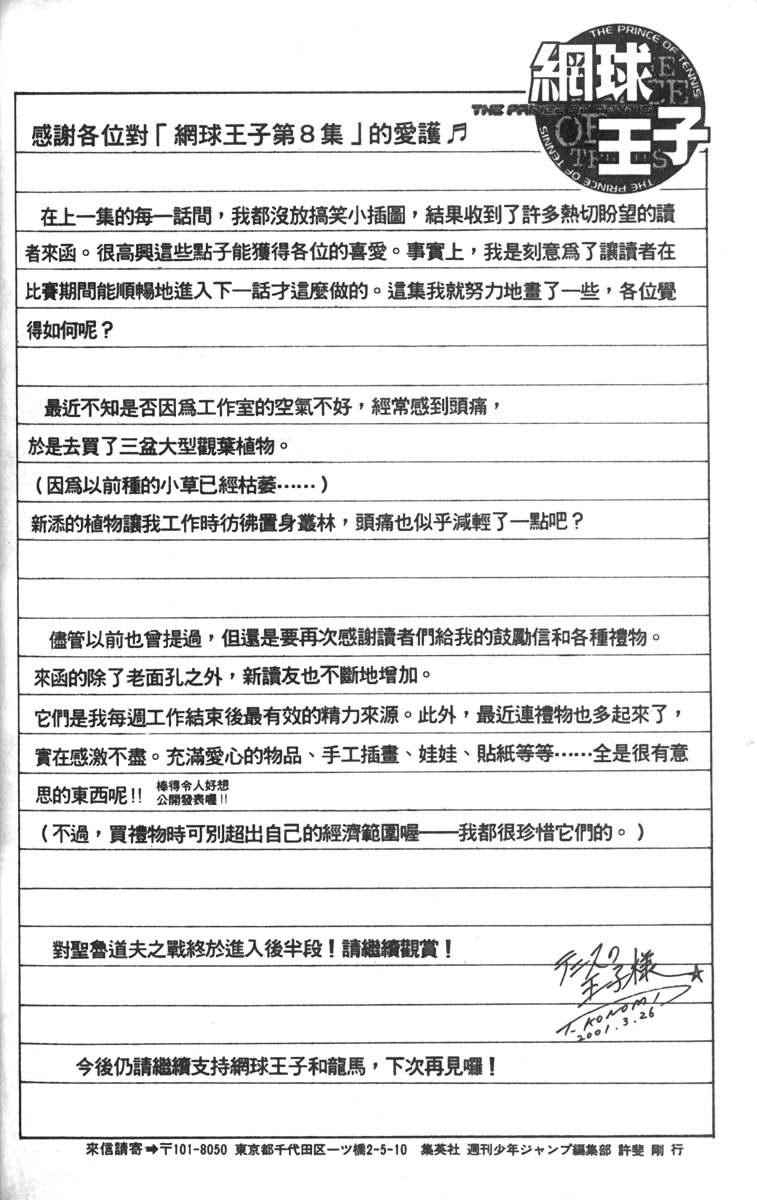 THE PRINCE OF TENNIS
網球
THE PRINCE OF TENNIS
王子
THE PRINCE OF TENNIS
感謝各位對「網球王子第8集」的愛護♬
在上一集的每一話間，我都沒放搞笑小插圖，結果收到了許多熱切盼望的讀
者來函。很高興這些點子能獲得各位的喜愛。事實上，我是刻意爲了讓讀者在
比賽期間能順暢地進入下一話才這麼做的。這集我就努力地畫了一些，各位覺
得如何呢？
最近不知是否因爲工作室的空氣不好，經常感到頭痛，
於是去買了三盆大型觀葉植物。
（因爲以前種的小草已經枯萎……）
新添的植物讓我工作時彷彿置身叢林，頭痛也似乎減輕了一點吧？
儘管以前也曾提過，但還是要再次感謝讀者們給我的鼓勵信和各種禮物。
來函的除了老面孔之外，新讀友也不斷地增加。
它們是我每週工作結束後最有效的精力來源。此外，最近連禮物也多起來了，
實在感激不盡。充滿愛心的物品、手工插畫、娃娃、貼紙等等……全是很有意
思的東西呢!! 棒得令人好想
公開發表喔!!
（不過，買禮物時可別超出自己的經濟範圍喔——我都很珍惜它們的。）
對聖魯道夫之戰終於進入後半段！請繼續觀賞！
テニスの
王子様 ☆
T. KONOMI
2001.3.26
今後仍請繼續支持網球王子和龍馬，下次再見囉！
來信請寄➡〒101-8050 東京都千代田区一ツ橋2-5-10 集英社 週刊少年ジャンプ編集部 許斐 剛 行